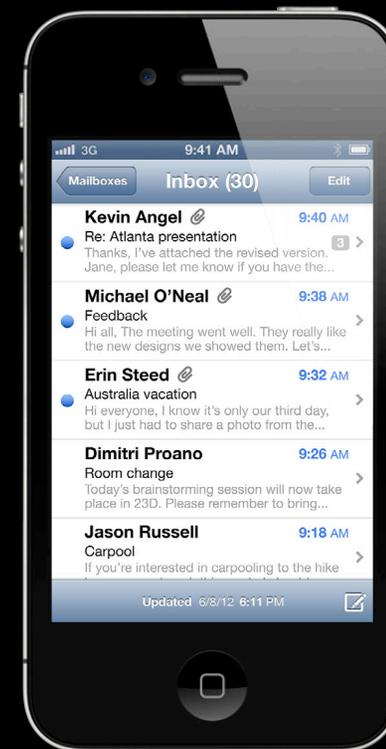 3G 9:41 AM
Mailboxes Inbox (30) Edit
Kevin Angel 9:40 AM
Re: Atlanta presentation
Thanks, I've attached the revised version. 3
Jane, please let me know if you have the...
Michael O'Neal 9:38 AM
Feedback
Hi all, The meeting went well. They really like
the new designs we showed them. Let's...
Erin Steed 9:32 AM
Australia vacation
Hi everyone, I know it's only our third day,
but I just had to share a photo from the...
Dimitri Proano 9:26 AM
Room change
Today's brainstorming session will now take
place in 23D. Please remember to bring...
Jason Russell 9:18 AM
Carpool
If you're interested in carpooling to the hike
Updated 6/8/12 6:11 PM